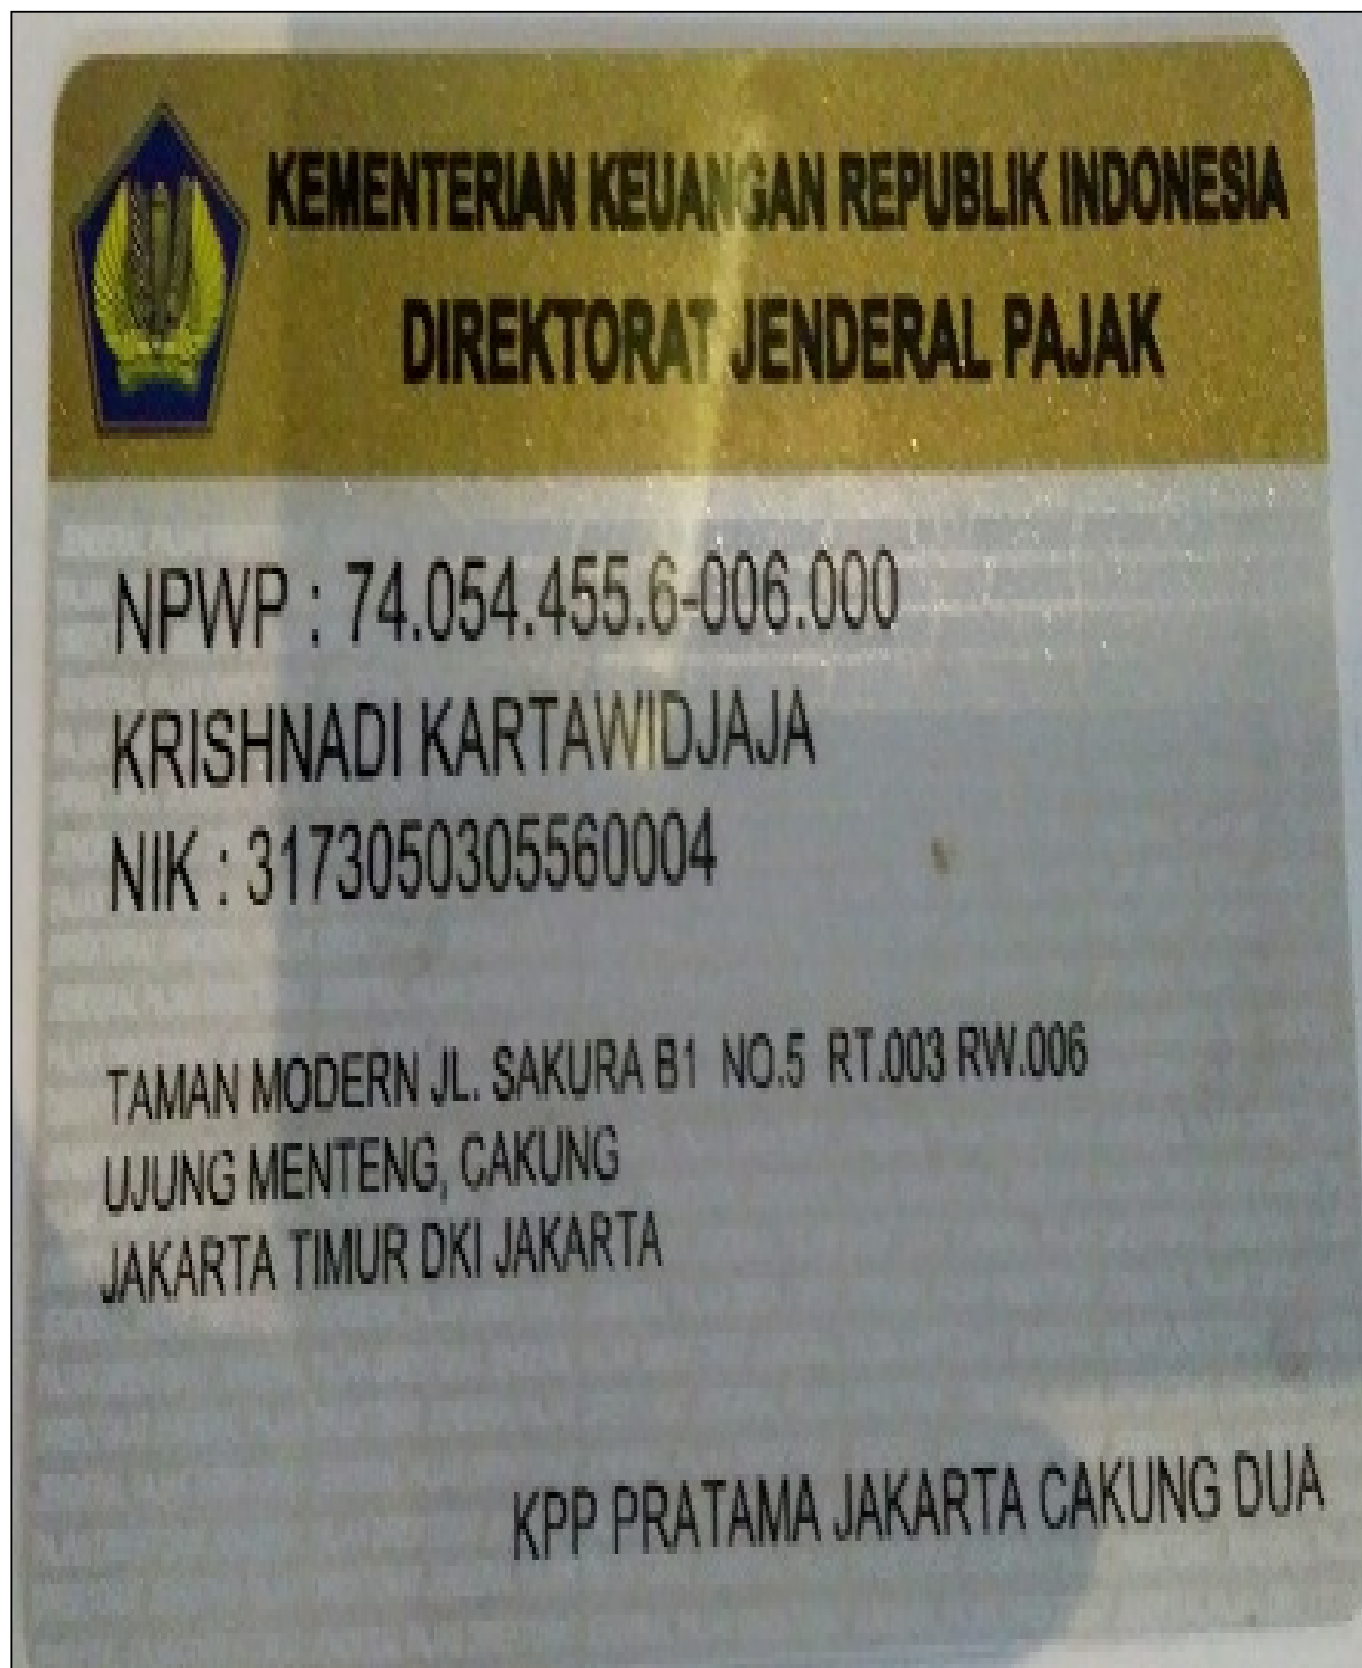 KEMENTERIAN KEUANGAN REPUBLIK INDONESIA
DIREKTORAT JENDERAL PAJAK
NPWP : 74.054.455.6-006.000
KRISHNADI KARTAWIDJAJA
NIK : 3173050305560004
TAMAN MODERN JL. SAKURA B1 NO.5 RT.003 RW.006
UJUNG MENTENG, CAKUNG
JAKARTA TIMUR DKI JAKARTA
KPP PRATAMA JAKARTA CAKUNG DUA